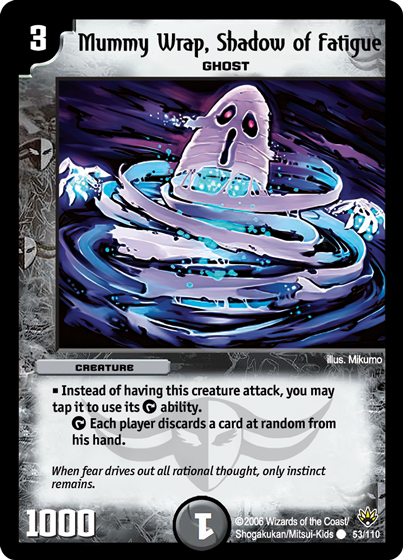 3
Mummy Wrap, Shadow of Fatigue
GHOST
illus. Mikumo
CREATURE
▪ Instead of having this creature attack, you may
tap it to use its ability.
Each player discards a card at random from
his hand.
When fear drives out all rational thought, only instinct
remains.
1000
1
©2006 Wizards of the Coast/
Shogakukan/Mitsui-Kids ● 53/110